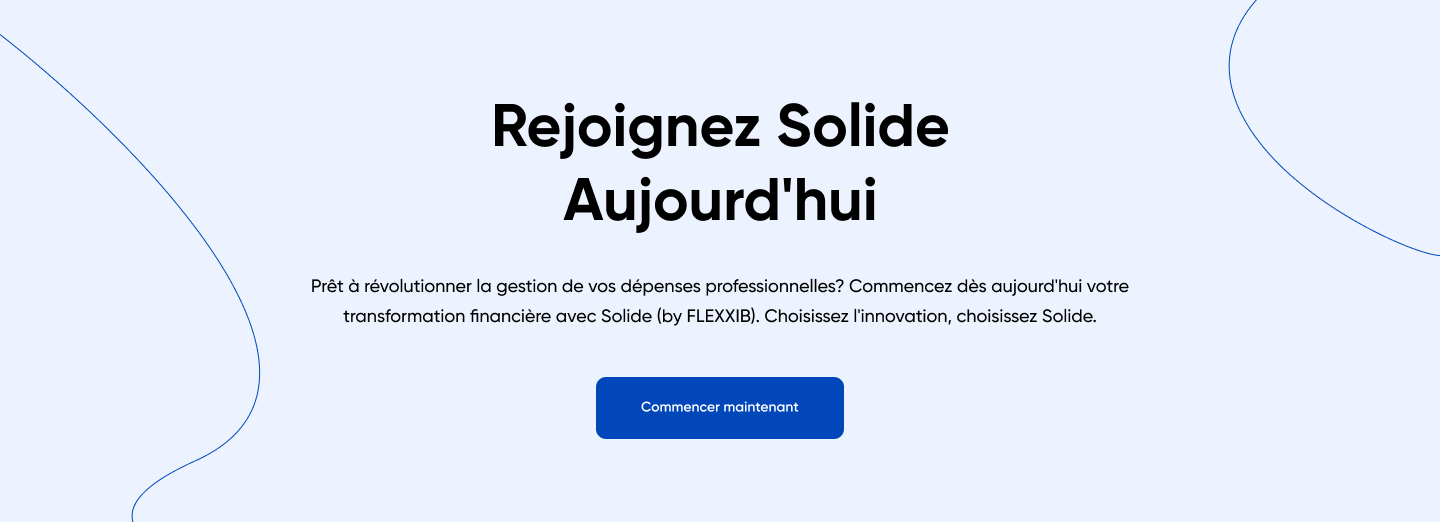 Rejoignez Solide
Aujourd'hui
Prêt à révolutionner la gestion de vos dépenses professionnelles? Commencez dès aujourd'hui votre
transformation financière avec Solide (by FLEXXIB). Choisissez l'innovation, choisissez Solide.
Commencer maintenant